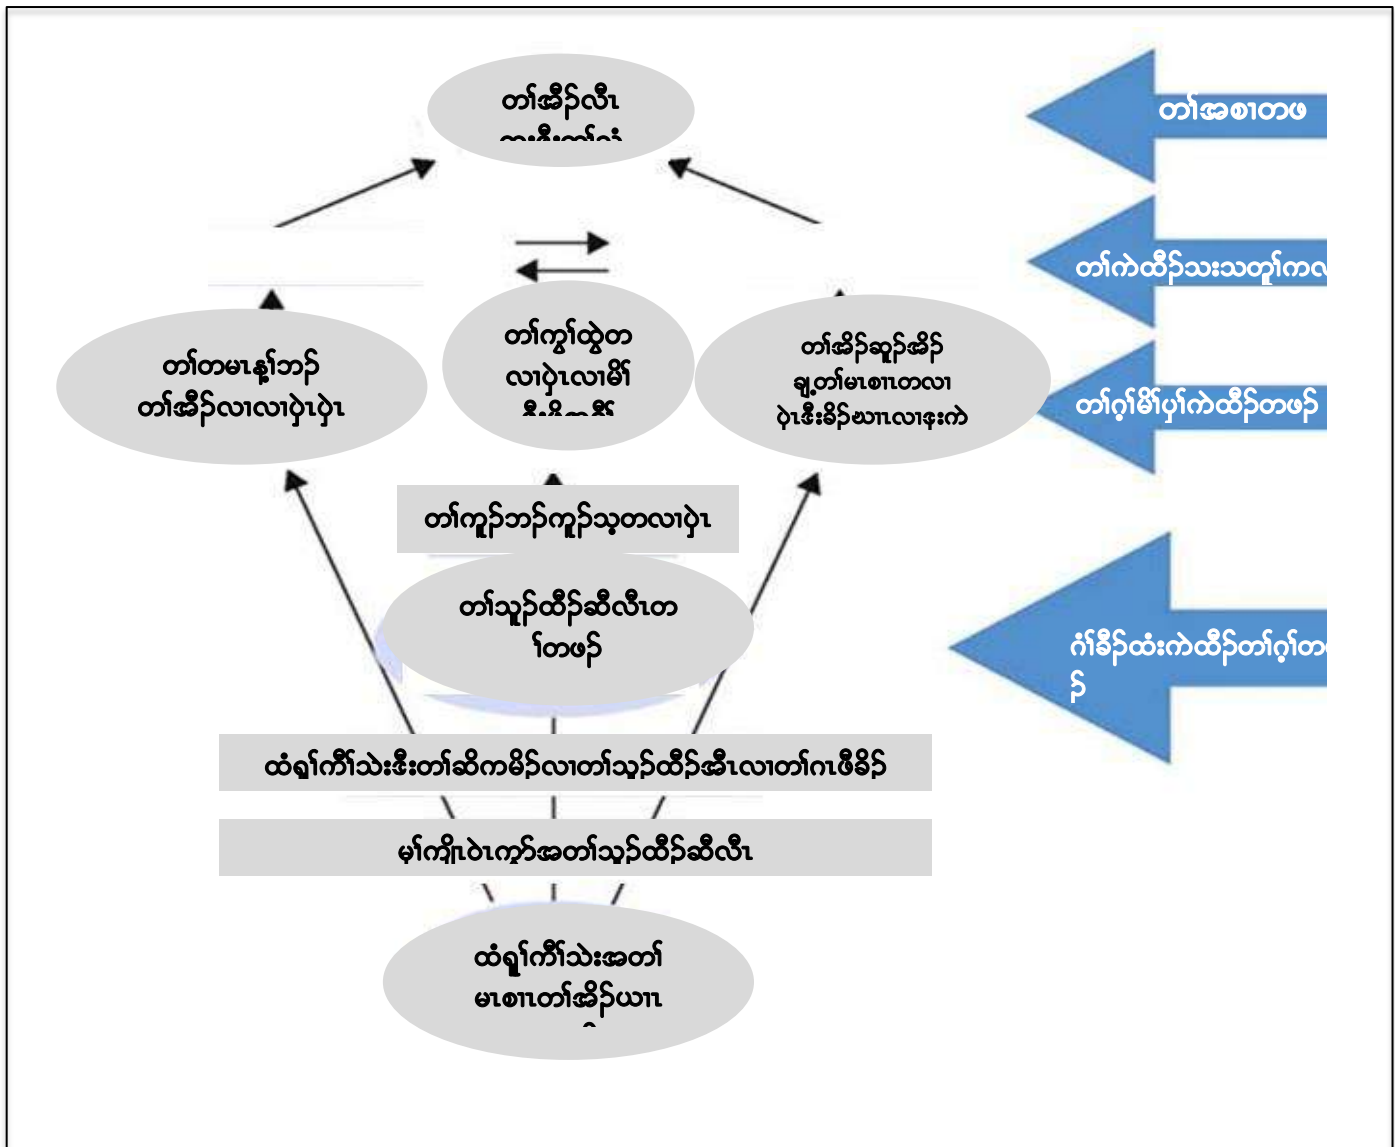 တၢ်အီၣ်လီၤ
တၢ်အစၢတဖ
တၢ်ကဲထီၣ်သးသတူၢ်ကလ
တၢ်တမၤန့ၢ်ဘၣ်
တၢ်အီၣ်လၢလၢပှဲၤပှဲၤ
တၢ်ကွၢ်ထွဲတ
လၢပှဲၤလၢမိၢ်
တၢ်အိၣ်ဆူၣ်အိၣ်
ချ့တၢ်မၤစၢၤတလၢ
ပှဲၤဒီးခိၣ်ဃၢၤလၢဒုးကဲ
တၢ်ဂ့ၢ်မိၢ်ပှၢ်ကဲထီၣ်တဖၣ်
တၢ်ကူၣ်ဘၣ်ကူၣ်သ့တလၢပှဲၤ
တၢ်သူၣ်ထီၣ်ဆီလီၤတ
ၢ်တဖၣ်
ဂံၢ်ခီၣ်ထံးကဲထီၣ်တၢ်ဂ့ၢ်တဖ
ၣ်
ထံရူၢ်ကီၢ်သဲးဒီးတၢ်ဆိကမိၣ်လၢတၢ်သူၣ်ထီၣ်အီၤလၢတၢ်ဂၤဖီခိၣ်
မ့ၢ်ကျိၤဝဲၤကွာ်အတၢ်သူၣ်ထီၣ်ဆီလီၤ
ထံရူၢ်ကီၢ်သဲးအတၢ်
မၤစၢၤတၢ်အိၣ်ယၢၤ